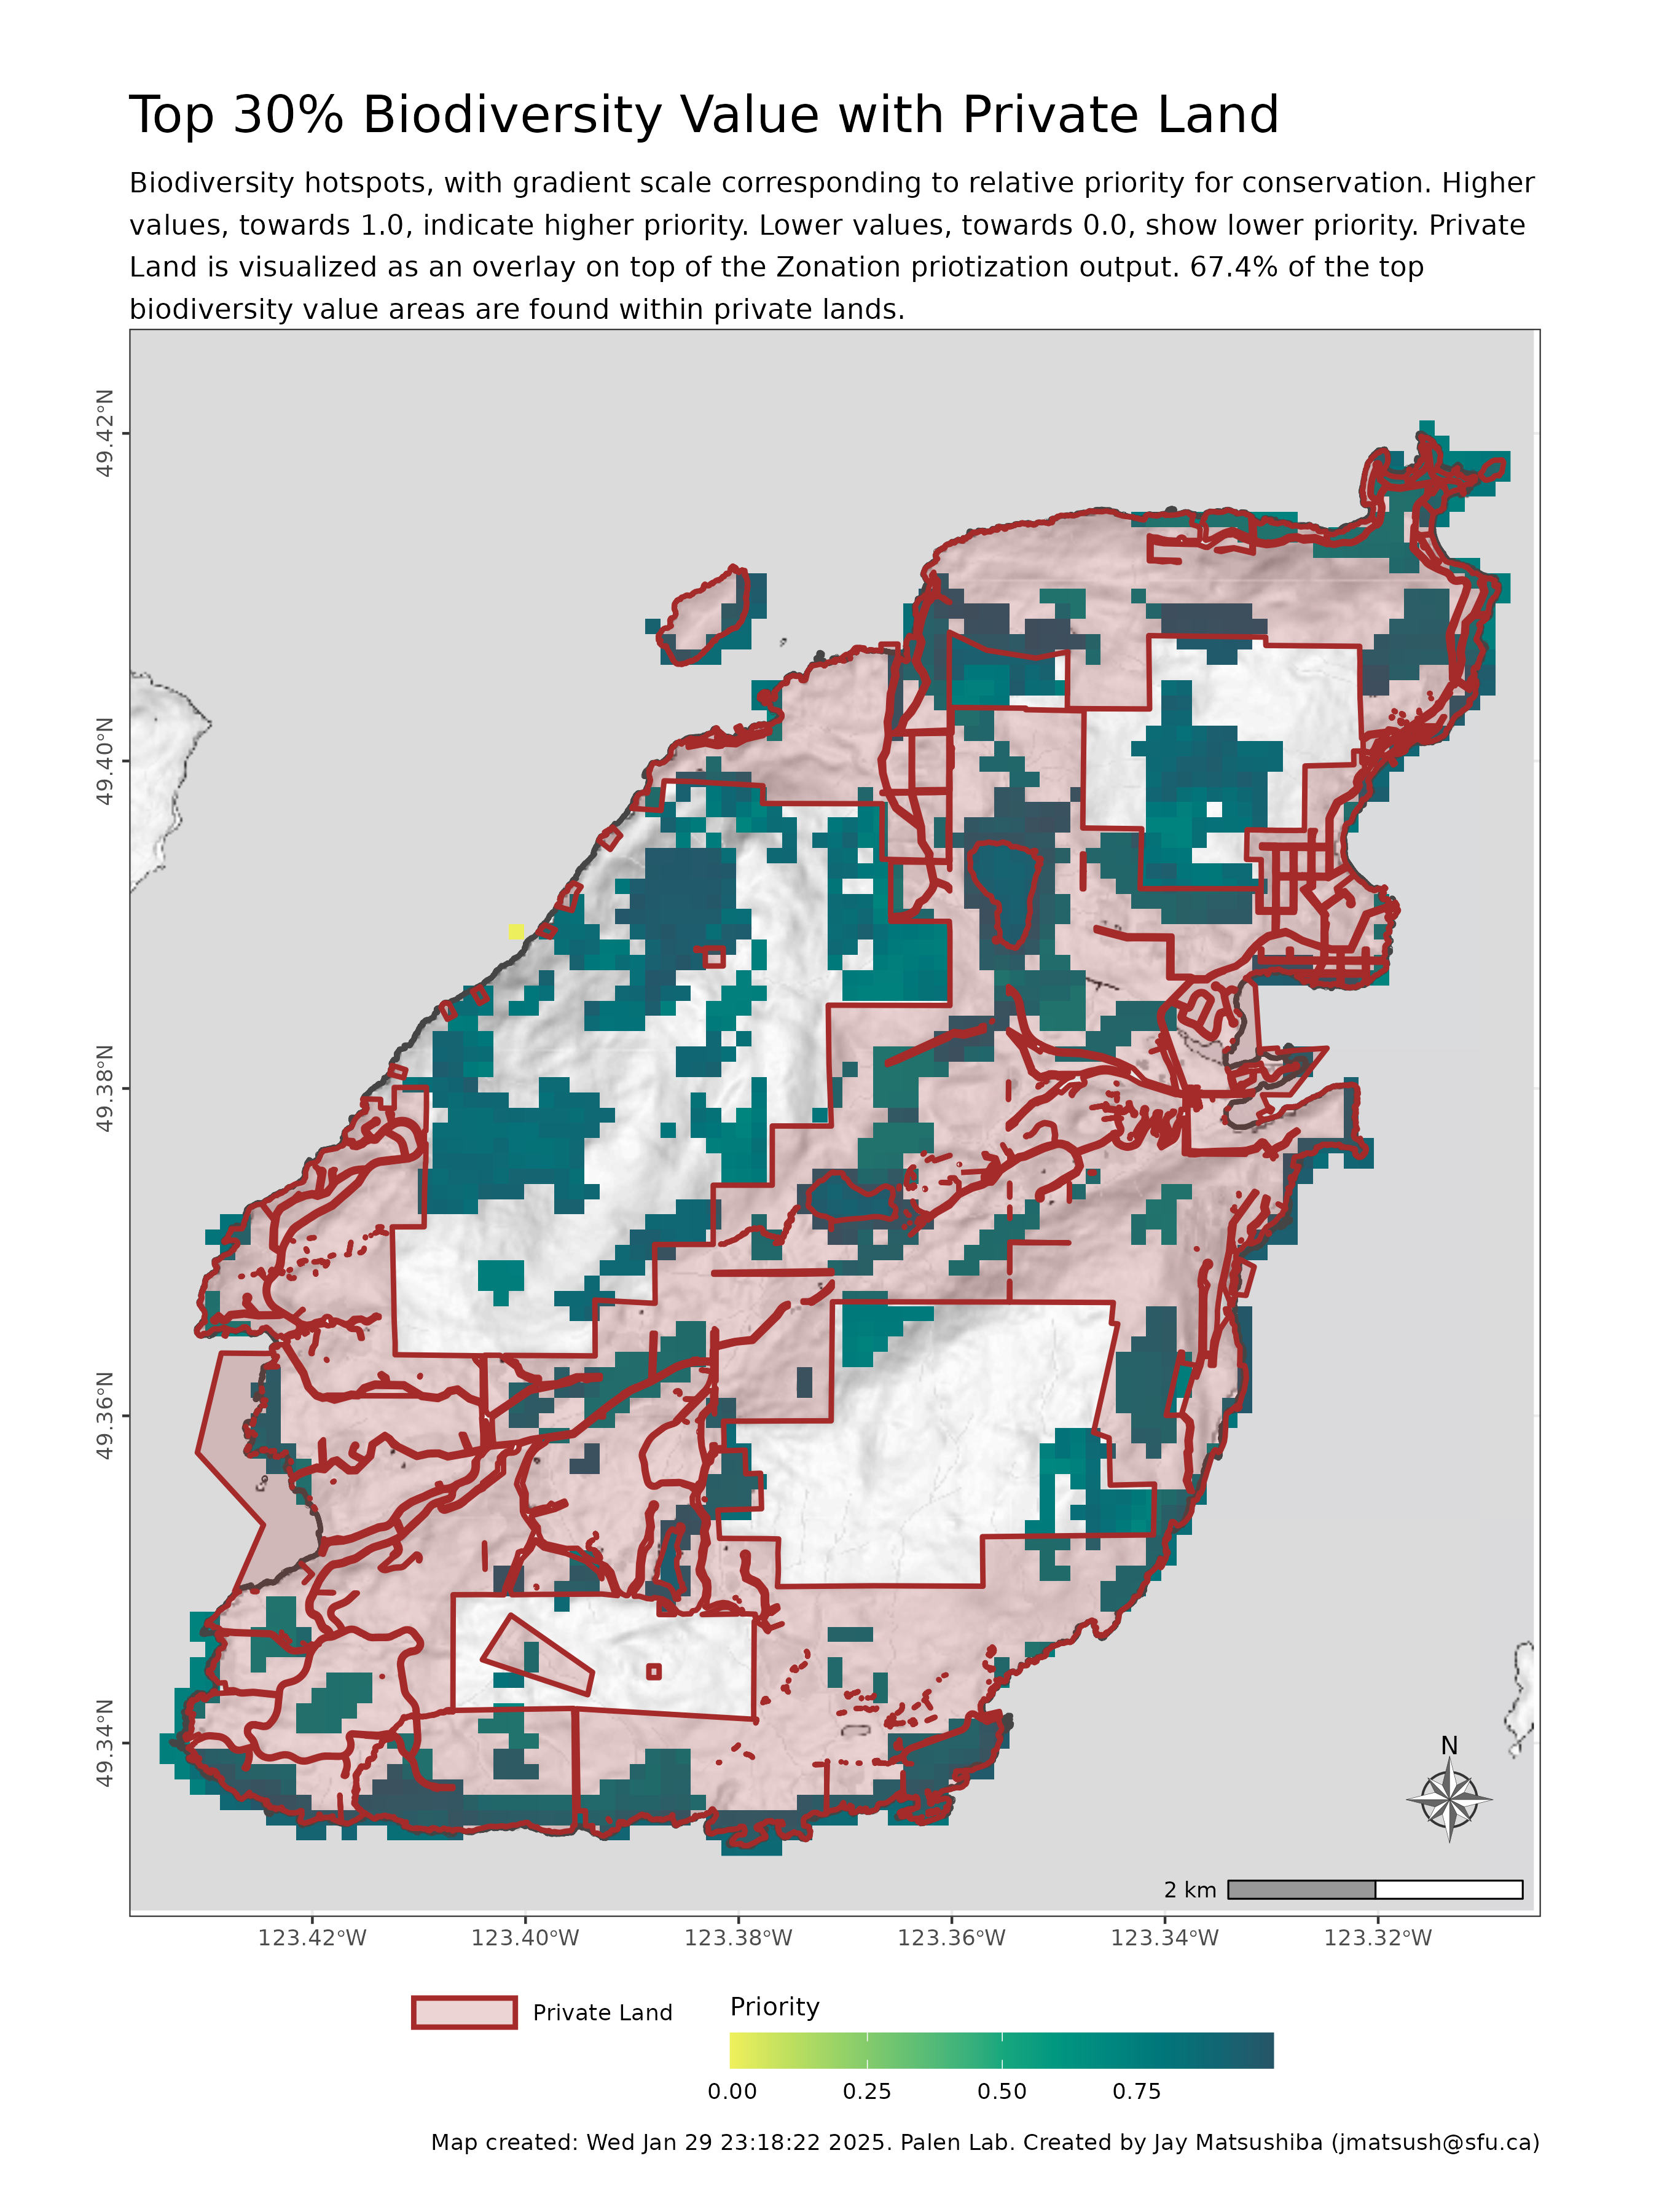 Top 30% Biodiversity Value with Private Land
Biodiversity hotspots, with gradient scale corresponding to relative priority for conservation. Higher
values, towards 1.0, indicate higher priority. Lower values, towards 0.0, show lower priority. Private
Land is visualized as an overlay on top of the Zonation priotization output. 67.4% of the top
biodiversity value areas are found within private lands.
49.42°N
49.40°N
49.38°N
49.36°N
49.34°N
N
2 km
123.42°W
123.40°W
123.38°W
123.36°W
123.34°W
123.32°W
Private Land
Priority
0.00
0.25
0.50
0.75
Map created: Wed Jan 29 23:18:22 2025. Palen Lab. Created by Jay Matsushiba (jmatsush@sfu.ca)